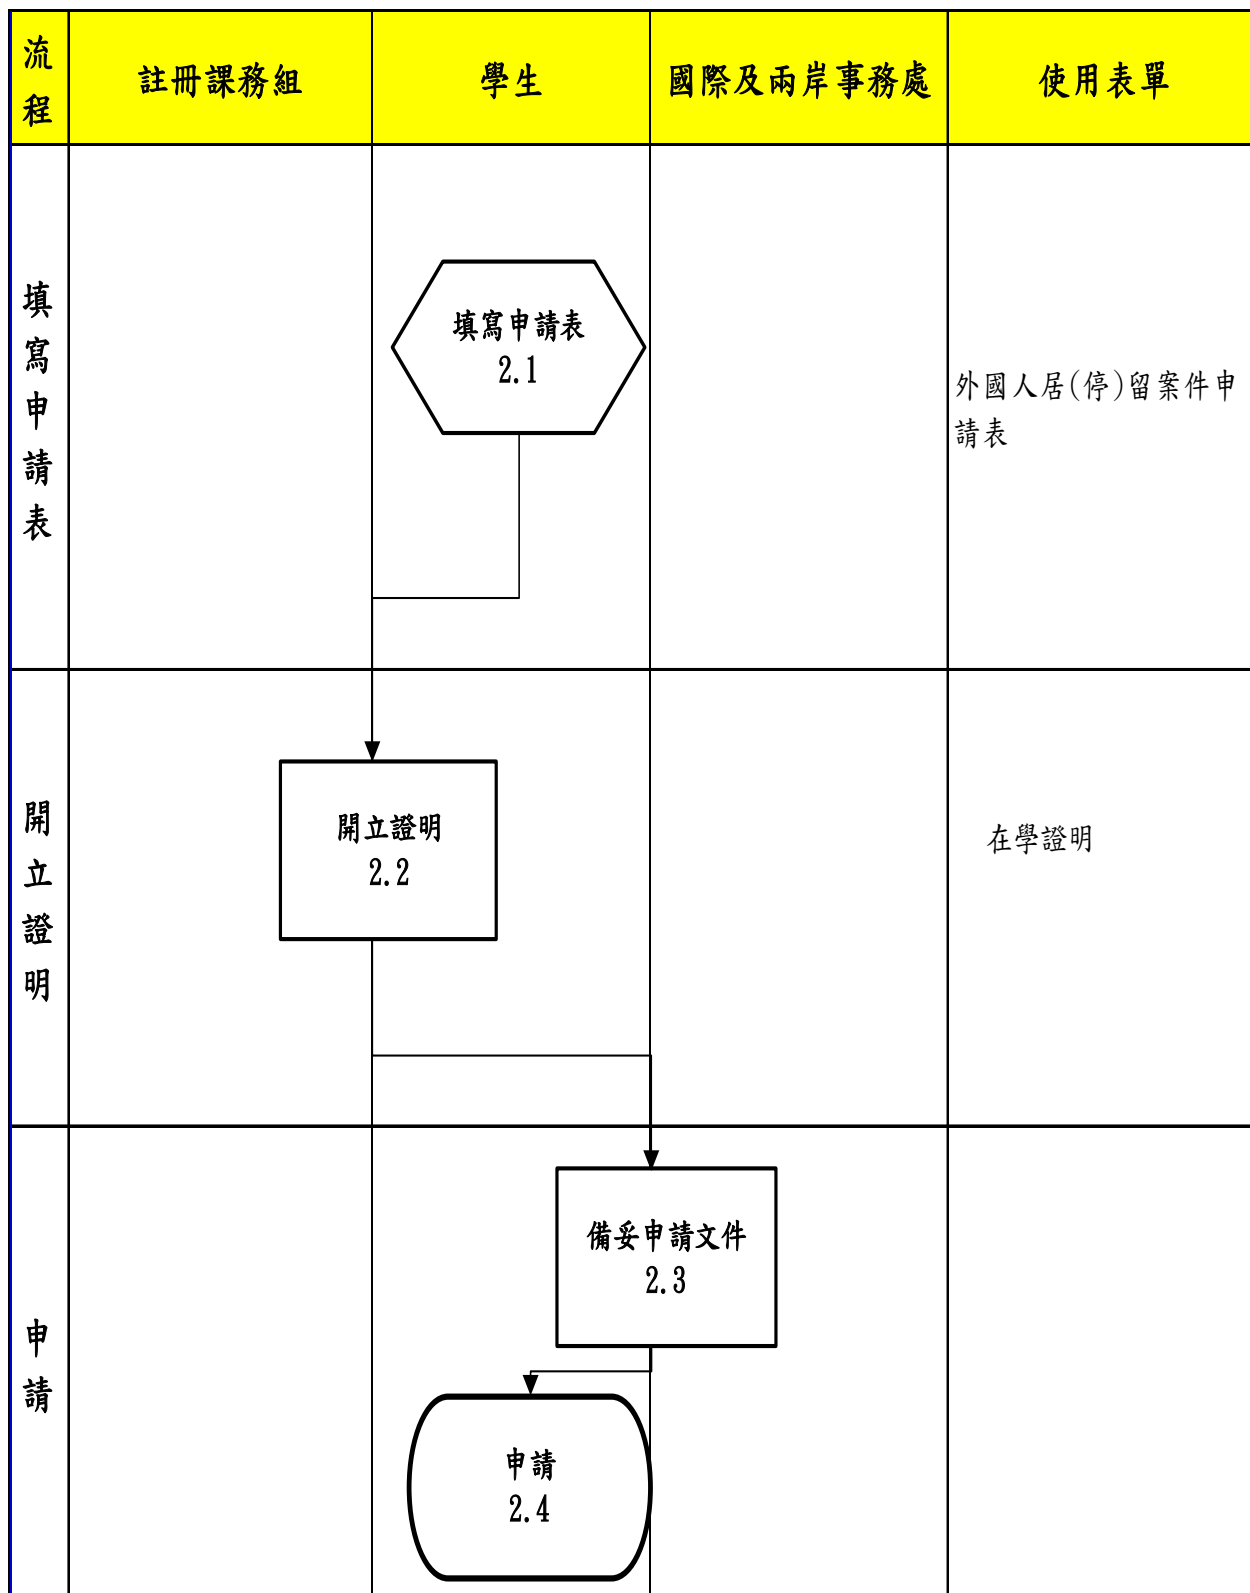 流程
註冊課務組
學生
國際及兩岸事務處
使用表單
填寫申請表
填寫申請表
2.1
外國人居(停)留案件申
請表
開立證明
開立證明
2.2
在學證明
申請
備妥申請文件
2.3
申請
2.4